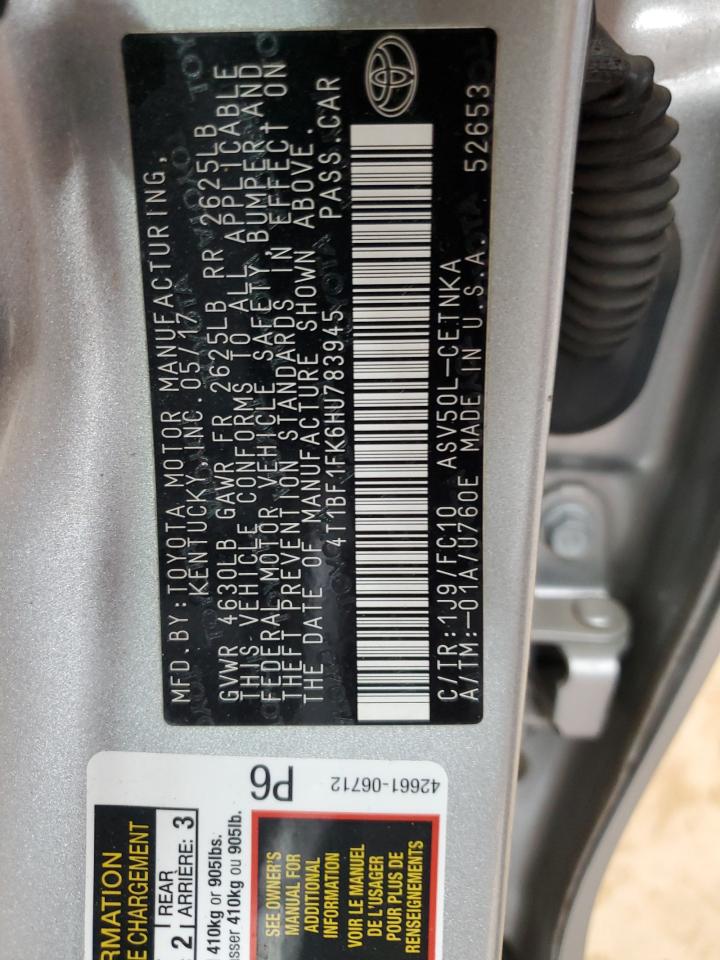 MFD.BY:TOYOTA MOTOR MANUFACTURING,
KENTUCKY,INC. 05/17
GVWR 4630LB GAWR FR 2625LB RR 2625LB
THIS VEHICLE CONFORMS TO ALL APPLICABLE
FEDERAL MOTOR VEHICLE SAFETY, BUMPER, AND
THEFT PREVENTION STANDARDS IN EFFECT ON
THE DATE OF MANUFACTURE SHOWN ABOVE.
4T1BF1FK6HU783945 PASS.CAR
C/TR:1J9/FC10 ASV50L-CETNKA
A/TM:-01A/U760E MADE IN U.S.A. 52653
P6
42661-06712
RMATION
E CHARGEMENT
2 REAR
ARRIÈRE: 3
410kg or 905lbs.
asser 410kg ou 905lb.
SEE OWNER'S
MANUAL FOR
ADDITIONAL
INFORMATION
VOIR LE MANUEL
DE L'USAGER
POUR PLUS DE
RENSEIGNEMENTS